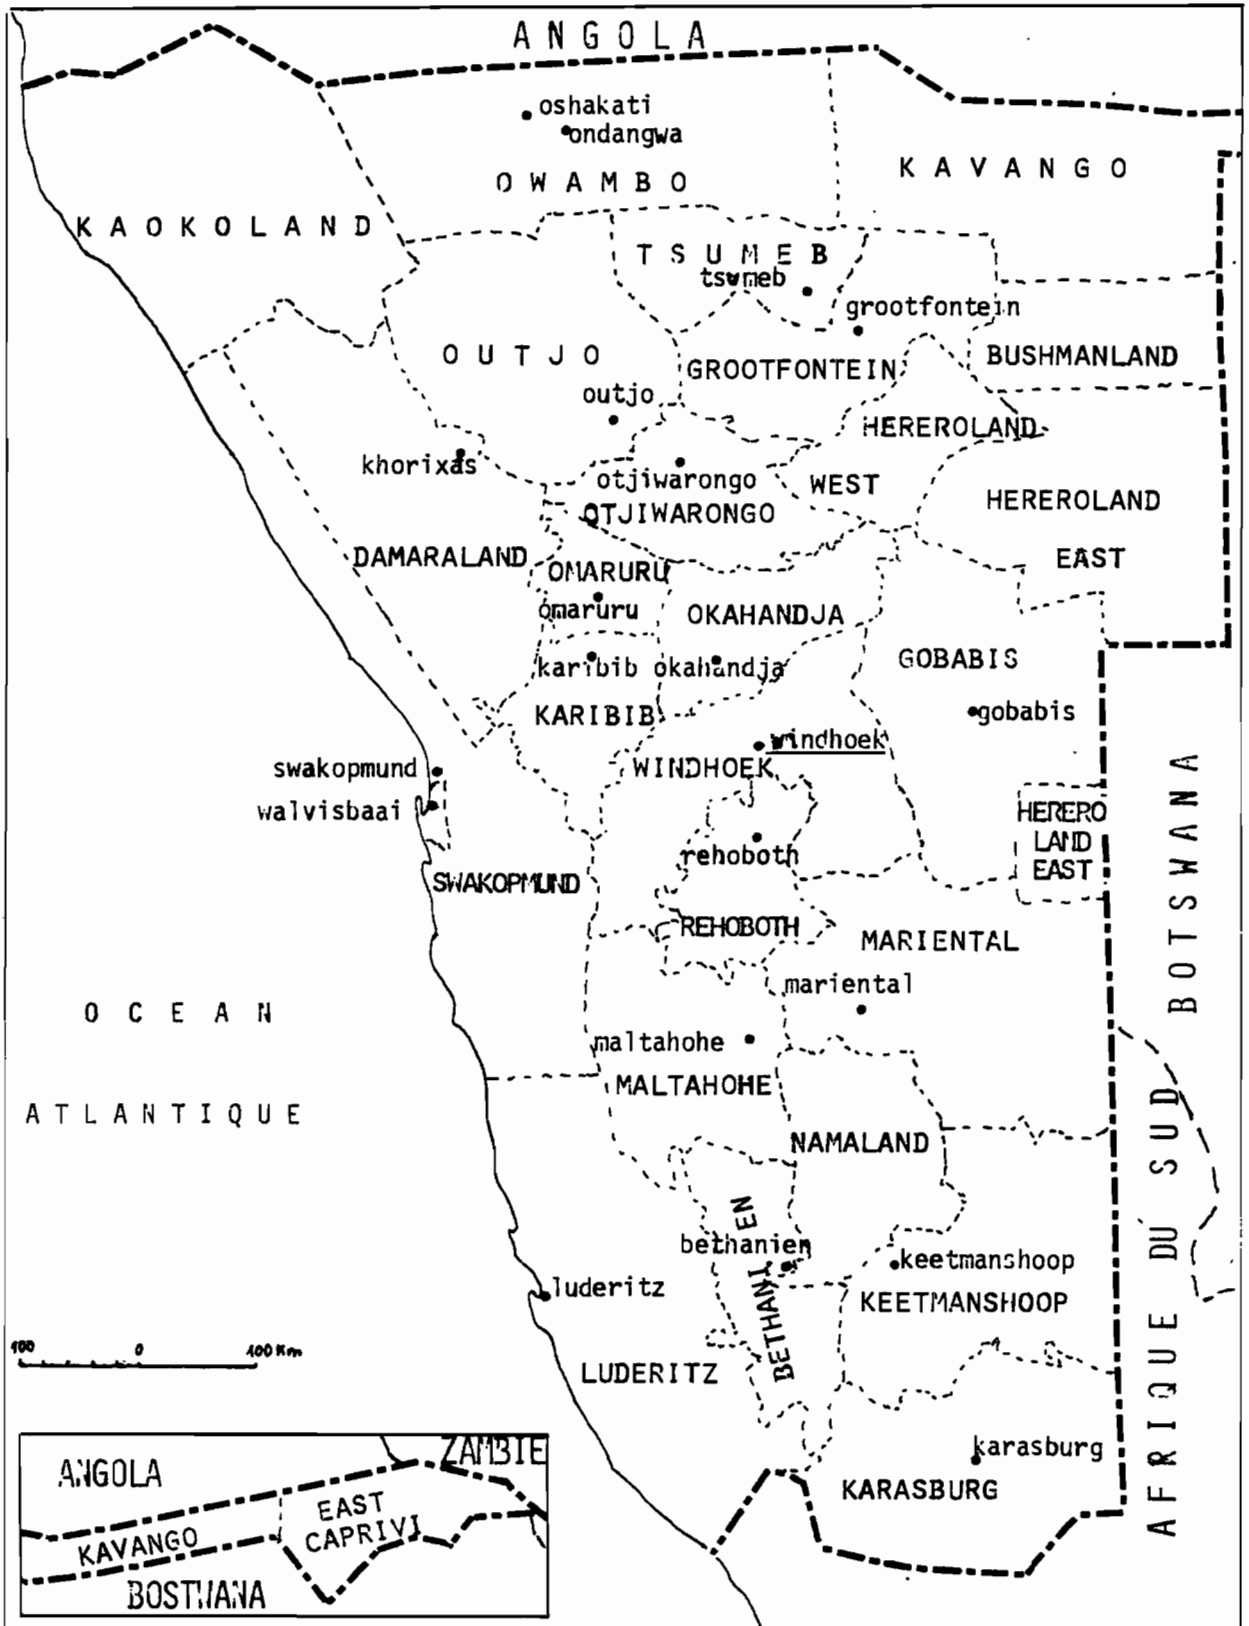 ANGOLA
oshakati
ondangwa
OWAMBO
KAVANGO
KAOKOLAND
TSUMEB
tsumeb
grootfontein
OUTJO
GROOTFONTEIN
BUSHMANLAND
outjo
HEREROLAND
khorixas
otjiwarongo
WEST
HEREROLAND
OTJIWARONGO
DAMARALAND
OMARURU
EAST
omaruru
OKAHANDJA
karibib
okahandja
GOBABIS
KARIBIB
gobabis
windhoek
swakopmund
WINDHOEK
walvisbaai
HERERO
LAND
EAST
rehoboth
SWAKOPMUND
REHOBOTH
MARIENTAL
BOTSWANA
mariental
OCEAN
maltahohe
MALTAHOHE
ATLANTIQUE
NAMALAND
bethanien
BETHANIEN
keetmanshoop
luderitz
KEETMANSHOOP
AFRIQUE DU SUD
100 0 100 Km
LUDERITZ
karasburg
KARASBURG
ZAMBIE
ANGOLA
EAST
CAPRIVI
KAVANGO
BOSTWANA